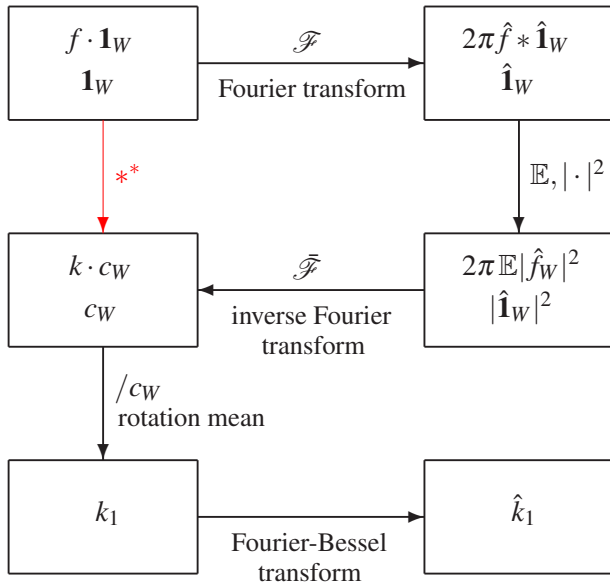 f · 𝟏_W
𝟏_W
ℱ
Fourier transform
2π f̂ * 𝟏̂_W
𝟏̂_W
**
𝔼, | · |²
k · c_W
c_W
ℱ̄
inverse Fourier
transform
2π 𝔼|f̂_W|²
|𝟏̂_W|²
/c_W
rotation mean
k₁
Fourier-Bessel
transform
k̂₁